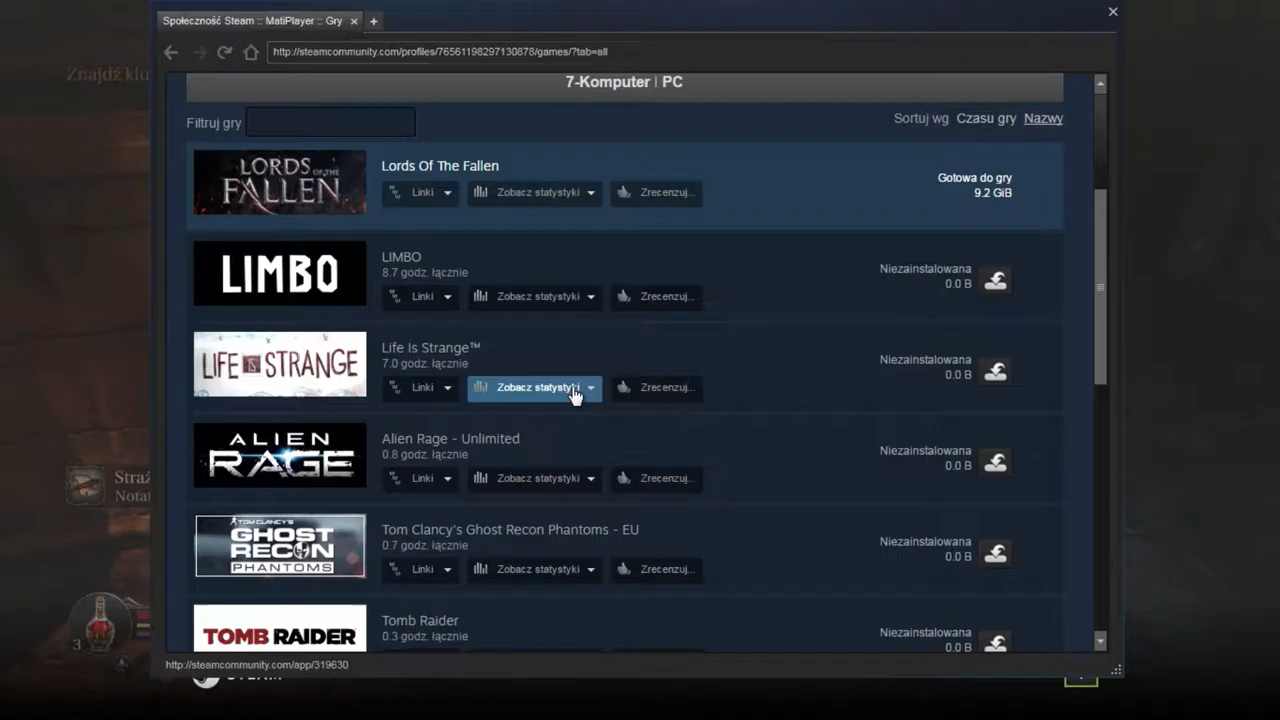 Społeczność Steam :: MatiPlayer :: Gry
http://steamcommunity.com/profiles/76561198297130878/games/?tab=all
Znajdź klu
7-Komputer | PC
Filtruj gry
Sortuj wg Czasu gry Nazwy
LORDS OF THE FALLEN
Lords Of The Fallen
Linki Zobacz statystyki Zrecenzuj...
Gotowa do gry
9.2 GiB
LIMBO
LIMBO
8.7 godz. łącznie
Linki Zobacz statystyki Zrecenzuj...
Niezainstalowana
0.0 B
LIFE IS STRANGE
Life Is Strange™
7.0 godz. łącznie
Linki Zobacz statystyki Zrecenzuj...
Niezainstalowana
0.0 B
ALIEN RAGE
Alien Rage - Unlimited
0.8 godz. łącznie
Linki Zobacz statystyki Zrecenzuj...
Niezainstalowana
0.0 B
Straż
Notat
TOM CLANCY'S
GHOST
RECON
PHANTOMS
Tom Clancy's Ghost Recon Phantoms - EU
0.7 godz. łącznie
Linki Zobacz statystyki Zrecenzuj...
Niezainstalowana
0.0 B
3
TOMB RAIDER
Tomb Raider
0.3 godz. łącznie
Niezainstalowana
0.0 B
http://steamcommunity.com/app/319630